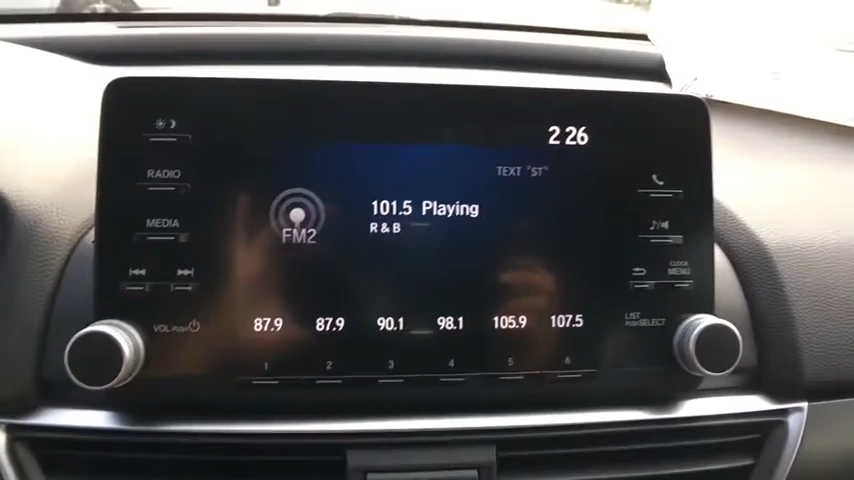 2:26
RADIO
TEXT "ST"
101.5 Playing
R & B
MEDIA
FM2
CLOCK
MENU
LIST
PUSH SELECT
VOL PUSH
87.9 87.9 90.1 98.1 105.9 107.5
1 2 3 4 5 6